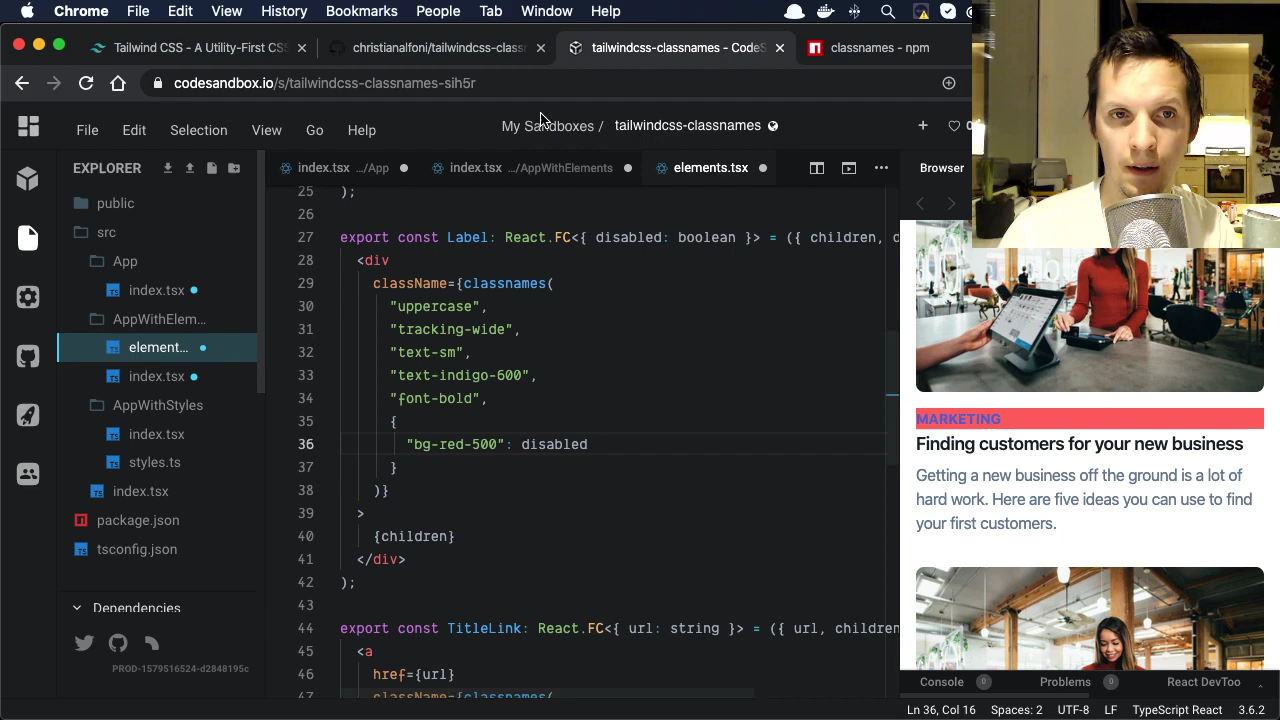 Chrome File Edit View History Bookmarks People Tab Window Help
Tailwind CSS - A Utility-First CSS
christianfoni/tailwindcss-classn
tailwindcss-classnames - CodeS
classnames - npm
codesandbox.io/s/tailwindcss-classnames-sih5r
File Edit Selection View Go Help
My Sandboxes / tailwindcss-classnames
0
EXPLORER
index.tsx .../App
index.tsx .../AppWithElements
elements.tsx
Browser
public
src
App
index.tsx
AppWithElem...
element...
index.tsx
AppWithStyles
index.tsx
styles.ts
index.tsx
package.json
tsconfig.json
Dependencies
PROD-1579516524-d2848195c
25 );
26
27 export const Label: React.FC<{ disabled: boolean }> = ({ children, d
28 <div
29 className={classnames(
30 "uppercase",
31 "tracking-wide",
32 "text-sm",
33 "text-indigo-600",
34 "font-bold",
35 {
36 "bg-red-500": disabled
37 }
38 )}
39 >
40 {children}
41 </div>
42 );
43
44 export const TitleLink: React.FC<{ url: string }> = ({ url, children
45 <a
46 href={url}
47 className={classnames(
MARKETING
Finding customers for your new business
Getting a new business off the ground is a lot of
hard work. Here are five ideas you can use to find
your first customers.
Console 0 Problems 0 React DevToo
Ln 36, Col 16 Spaces: 2 UTF-8 LF TypeScript React 3.6.2